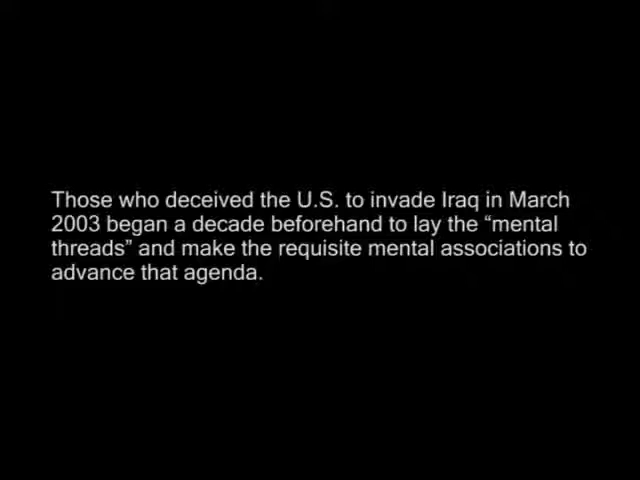 Those who deceived the U.S. to invade Iraq in March
2003 began a decade beforehand to lay the “mental
threads” and make the requisite mental associations to
advance that agenda.